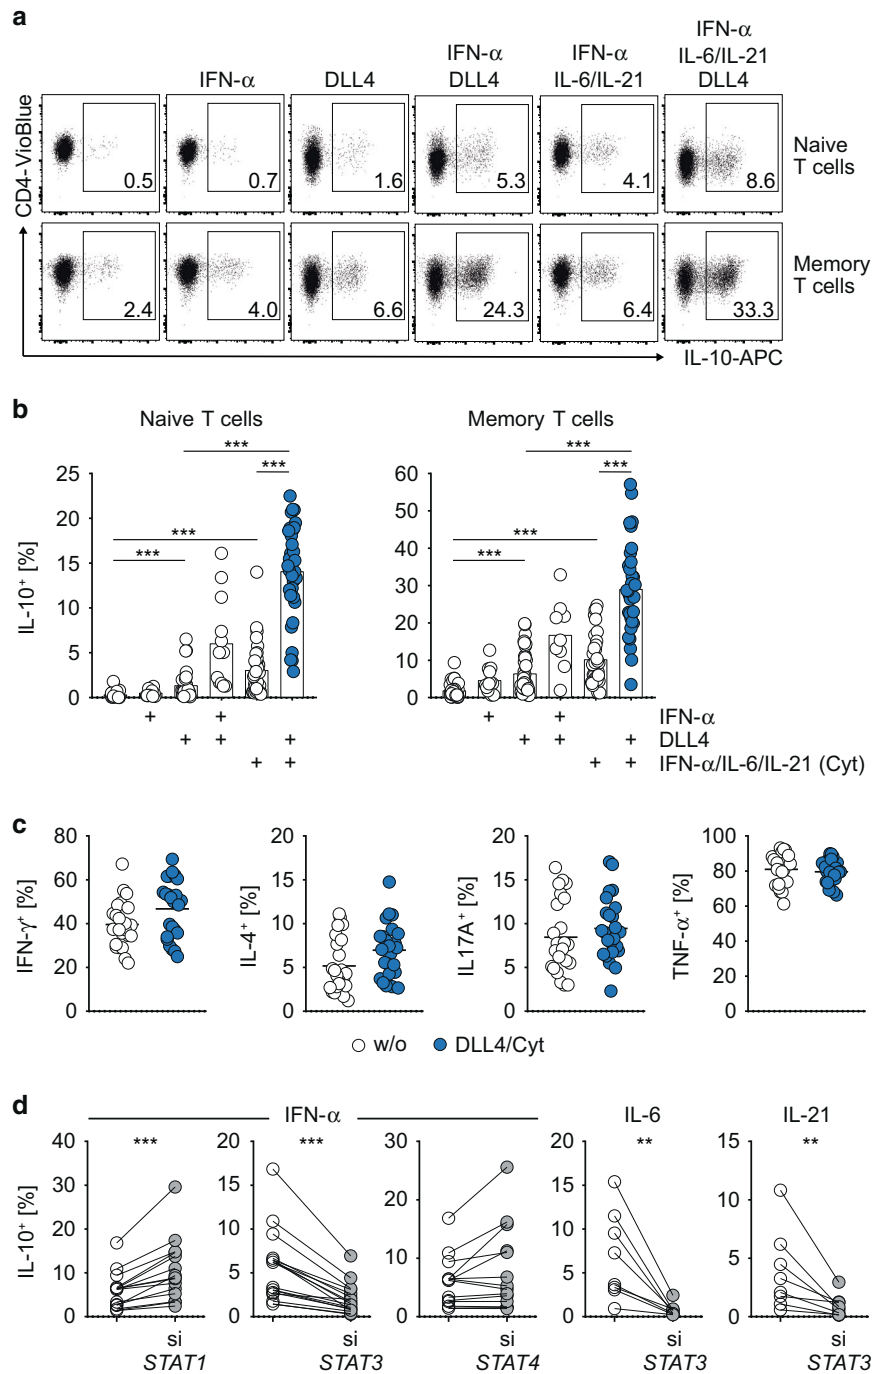 a
IFN-α
IFN-α IFN-α IL-6/IL-21
IFN-α DLL4 DLL4 IL-6/IL-21 DLL4
CD4-VioBlue
0.5 0.7 1.6 5.3 4.1 8.6
Naive
T cells
2.4 4.0 6.6 24.3 6.4 33.3
Memory
T cells
IL-10-APC
b
Naive T cells Memory T cells
*** ***
*** ***
*** ***
*** ***
IL-10⁺ [%]
25
20
15
10
5
0
60
50
40
30
20
10
0
+ + + + IFN-α
+ + + + + + DLL4
+ + + + IFN-α/IL-6/IL-21 (Cyt)
c
IFN-γ⁺ [%]
80
60
40
20
0
IL-4⁺ [%]
20
15
10
5
0
IL17A⁺ [%]
20
15
10
5
0
TNF-α⁺ [%]
100
80
60
40
20
0
w/o DLL4/Cyt
d
IFN-α IL-6 IL-21
IL-10⁺ [%]
40
30
20
10
0
***
si
STAT1
20
15
10
5
0
***
si
STAT3
30
20
10
0
si
STAT4
20
15
10
5
0
**
si
STAT3
15
10
5
0
**
si
STAT3